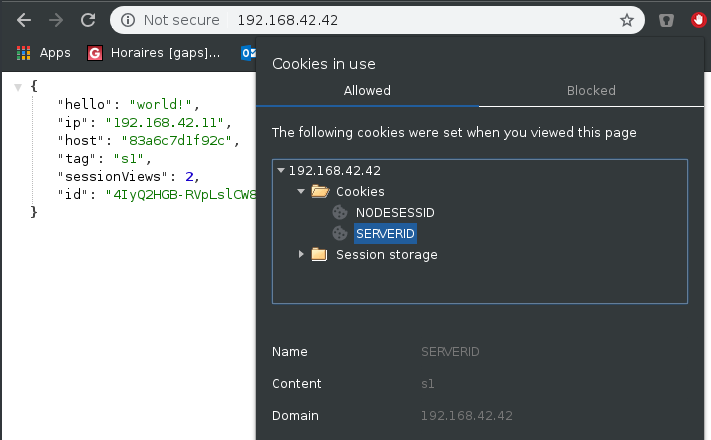 Not secure 192.168.42.42
Apps G Horaires [gaps]...
{
"hello": "world!",
"ip": "192.168.42.11",
"host": "83a6c7d1f92c",
"tag": "s1",
"sessionViews": 2,
"id": "4IyQ2HGB-RVpLslCW8
}
Cookies in use
Allowed Blocked
The following cookies were set when you viewed this page
192.168.42.42
Cookies
NODESESSID
SERVERID
Session storage
Name SERVERID
Content s1
Domain 192.168.42.42